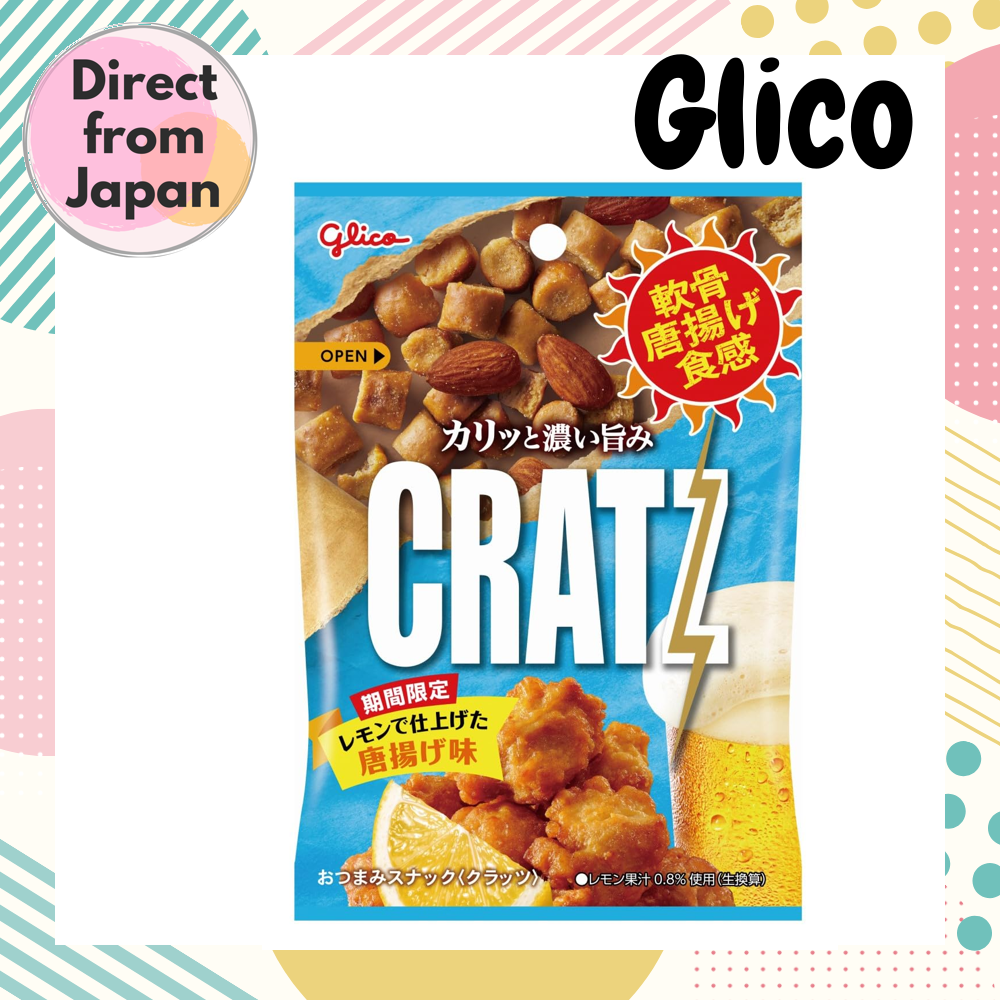 Direct
from
Japan
Glico
Glico
軟骨
唐揚げ
食感
OPEN
カリッと濃い旨み
CRATZ
期間限定
レモンで仕上げた
唐揚げ味
おつまみスナック〈クラッツ〉
●レモン果汁0.8%使用(生換算)